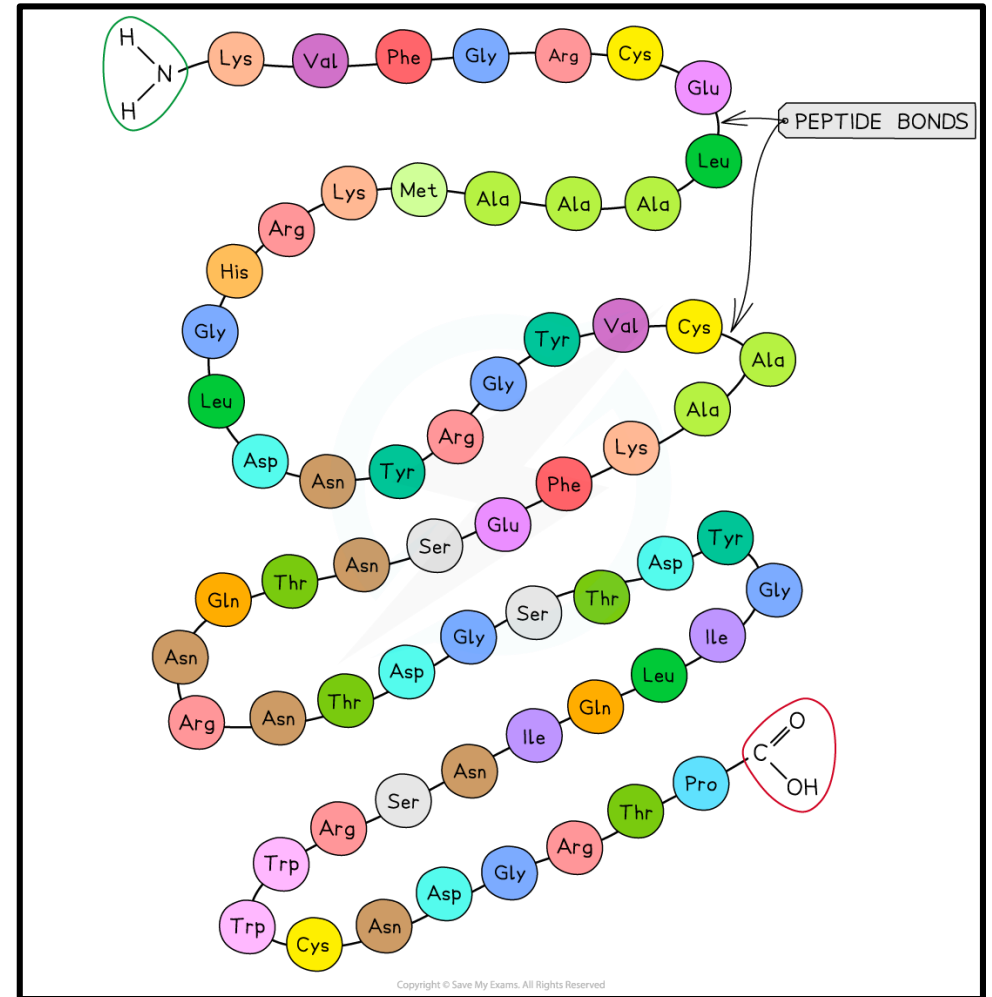 H
N
H
Lys Val Phe Gly Arg Cys Glu
PEPTIDE BONDS
Leu
Ala Ala Ala Met Lys Arg His Gly Leu Asp Asn Tyr Arg Gly Tyr Val Cys Ala
Ala Lys Phe Glu Ser Asn Thr Gln Asn Arg
Asn Thr Asp Gly Ser Thr Asp Tyr Gly
Ile Leu Gln Ile Asn Ser Arg Trp Trp
Cys Asn Asp Gly Arg Thr Pro
C
O
OH
Copyright © Save My Exams. All Rights Reserved